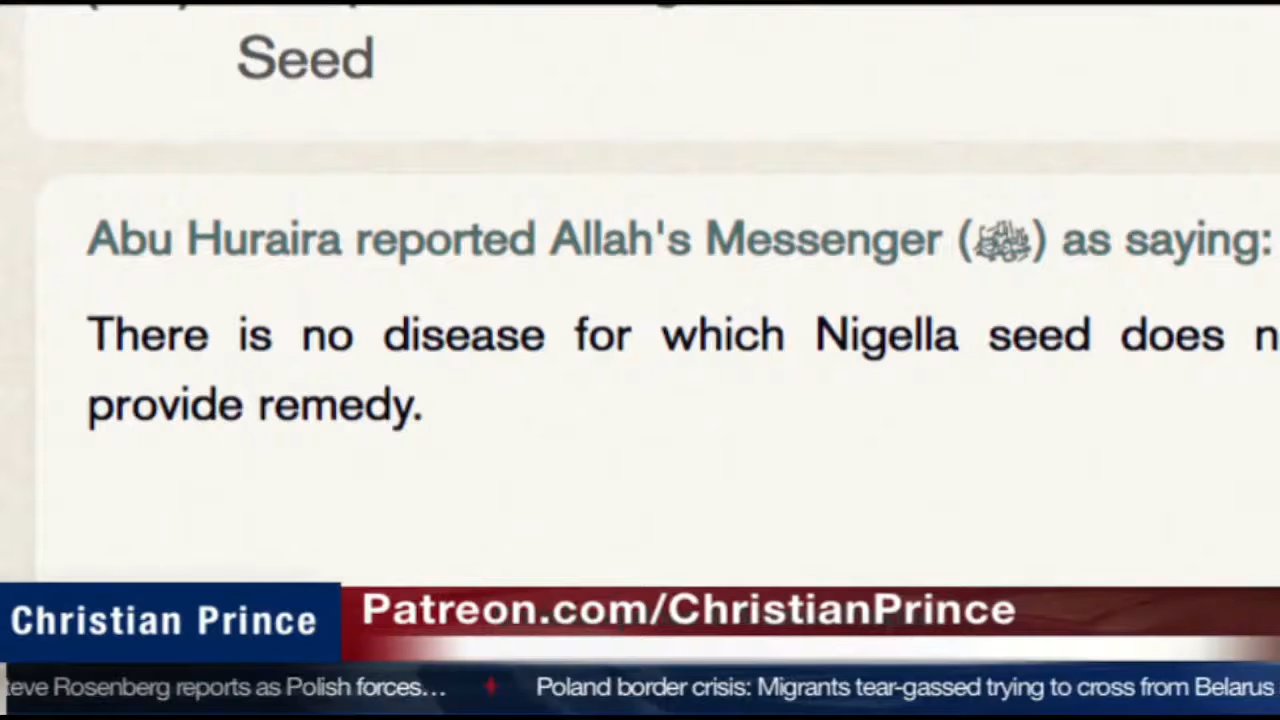 Seed
Abu Huraira reported Allah's Messenger (ﷺ) as saying:
There is no disease for which Nigella seed does n
provide remedy.
Christian Prince
Patreon.com/ChristianPrince
teve Rosenberg reports as Polish forces…
Poland border crisis: Migrants tear-gassed trying to cross from Belarus